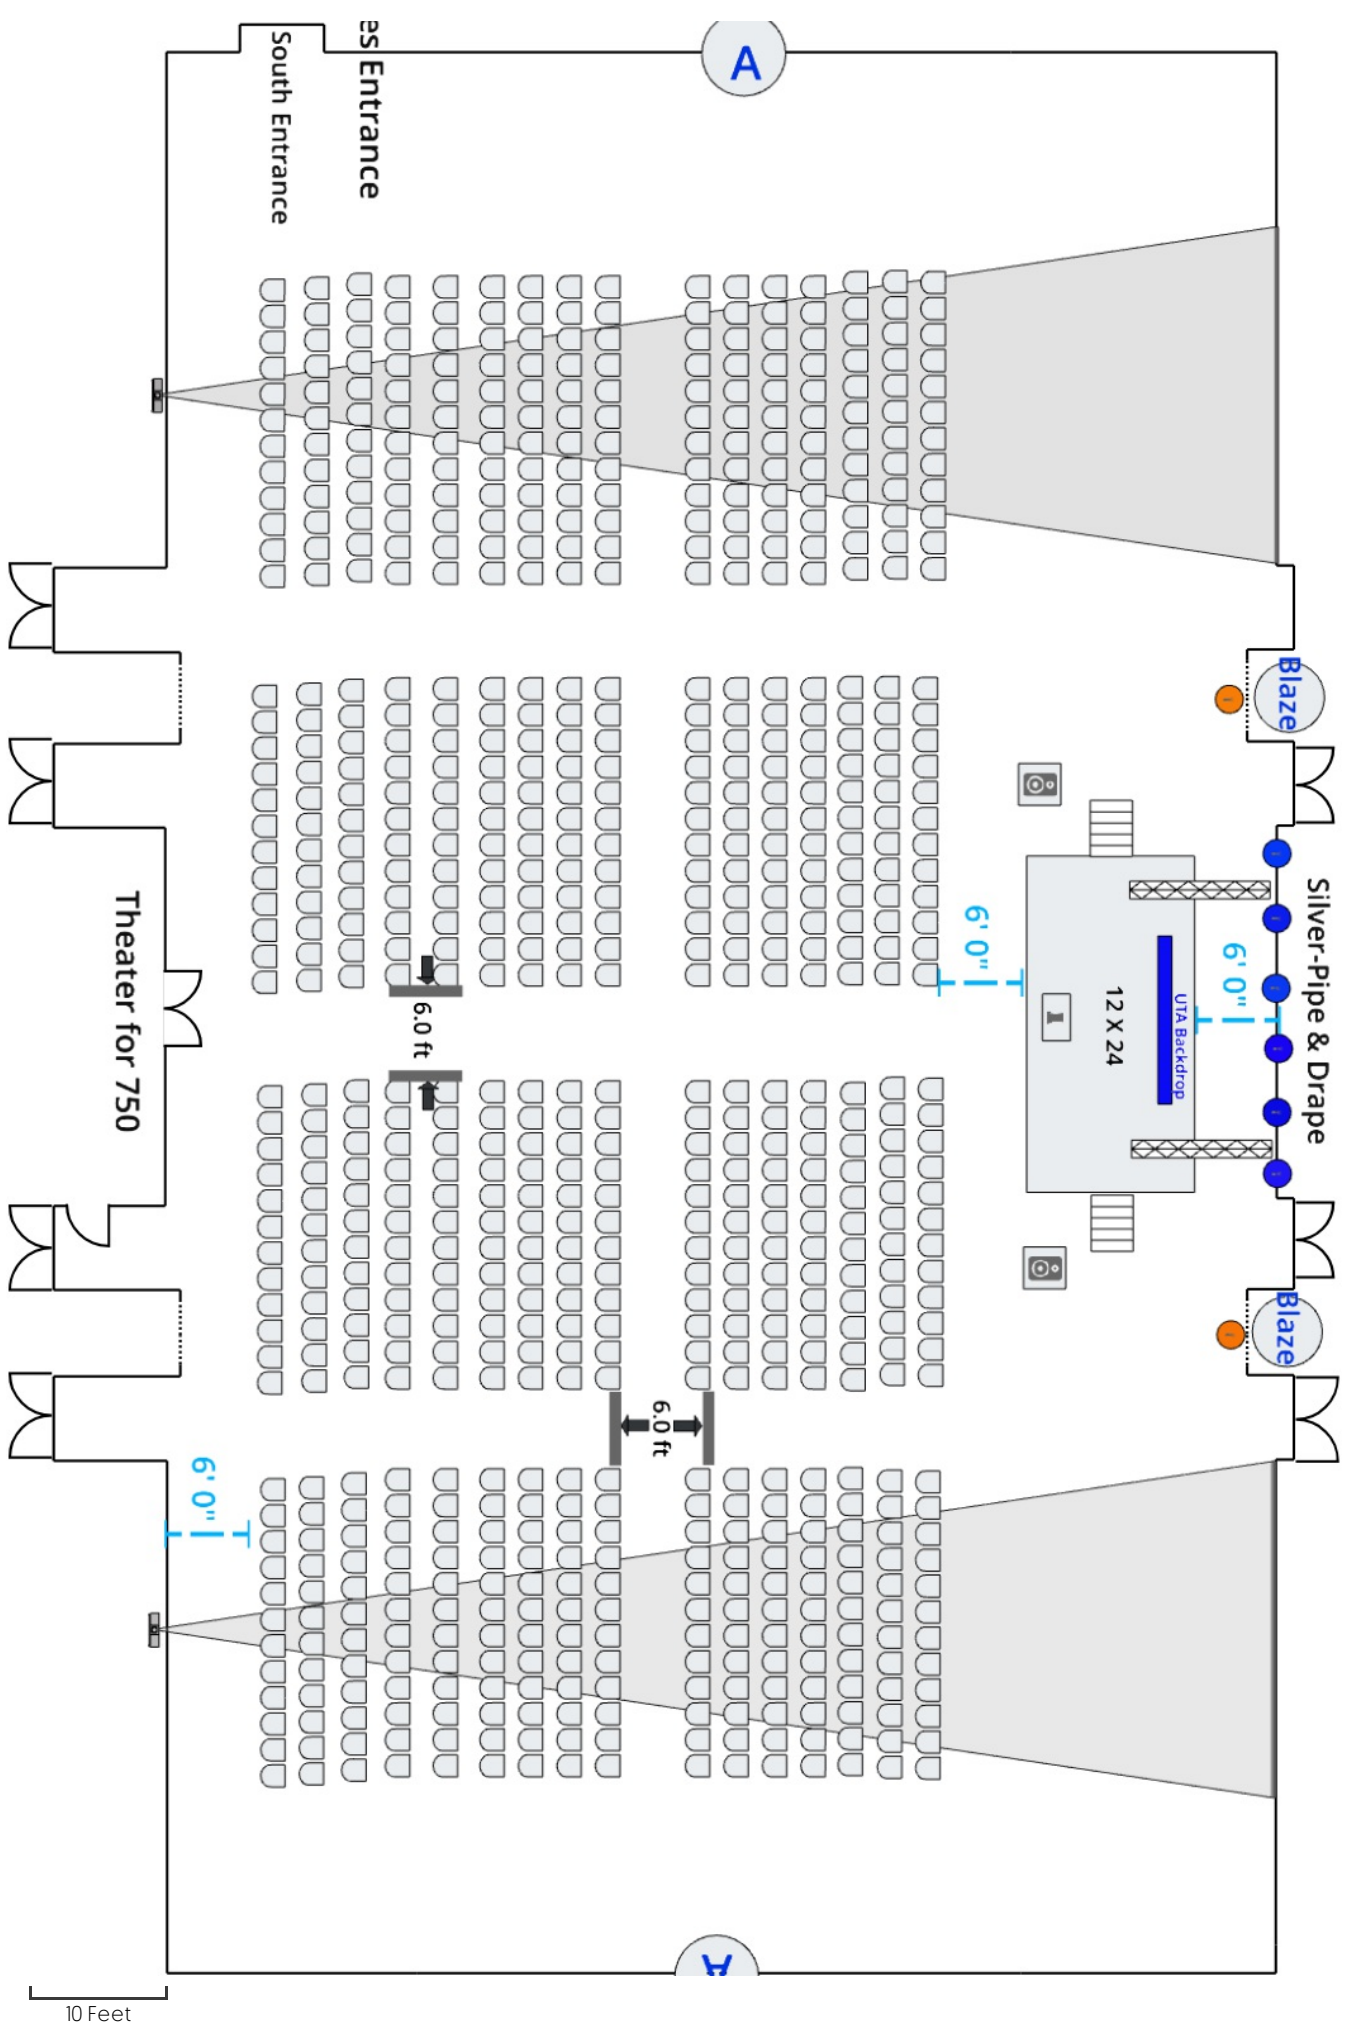 es Entrance
South Entrance
A
Blaze
Silver-Pipe & Drape
6' 0"
6' 0"
UTA Backdrop
12 X 24
6.0 ft
Theater for 750
Blaze
6.0 ft
6' 0"
A
10 Feet